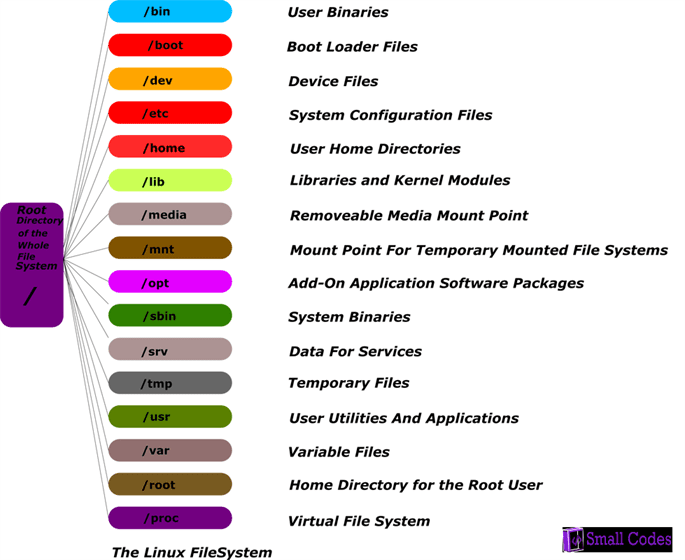 /bin User Binaries
/boot Boot Loader Files
/dev Device Files
/etc System Configuration Files
/home User Home Directories
/lib Libraries and Kernel Modules
/media Removeable Media Mount Point
/mnt Mount Point For Temporary Mounted File Systems
/opt Add-On Application Software Packages
/sbin System Binaries
/srv Data For Services
/tmp Temporary Files
/usr User Utilities And Applications
/var Variable Files
/root Home Directory for the Root User
/proc Virtual File System
Root
Directory
of the
Whole
File
System
/
The Linux FileSystem
Small Codes